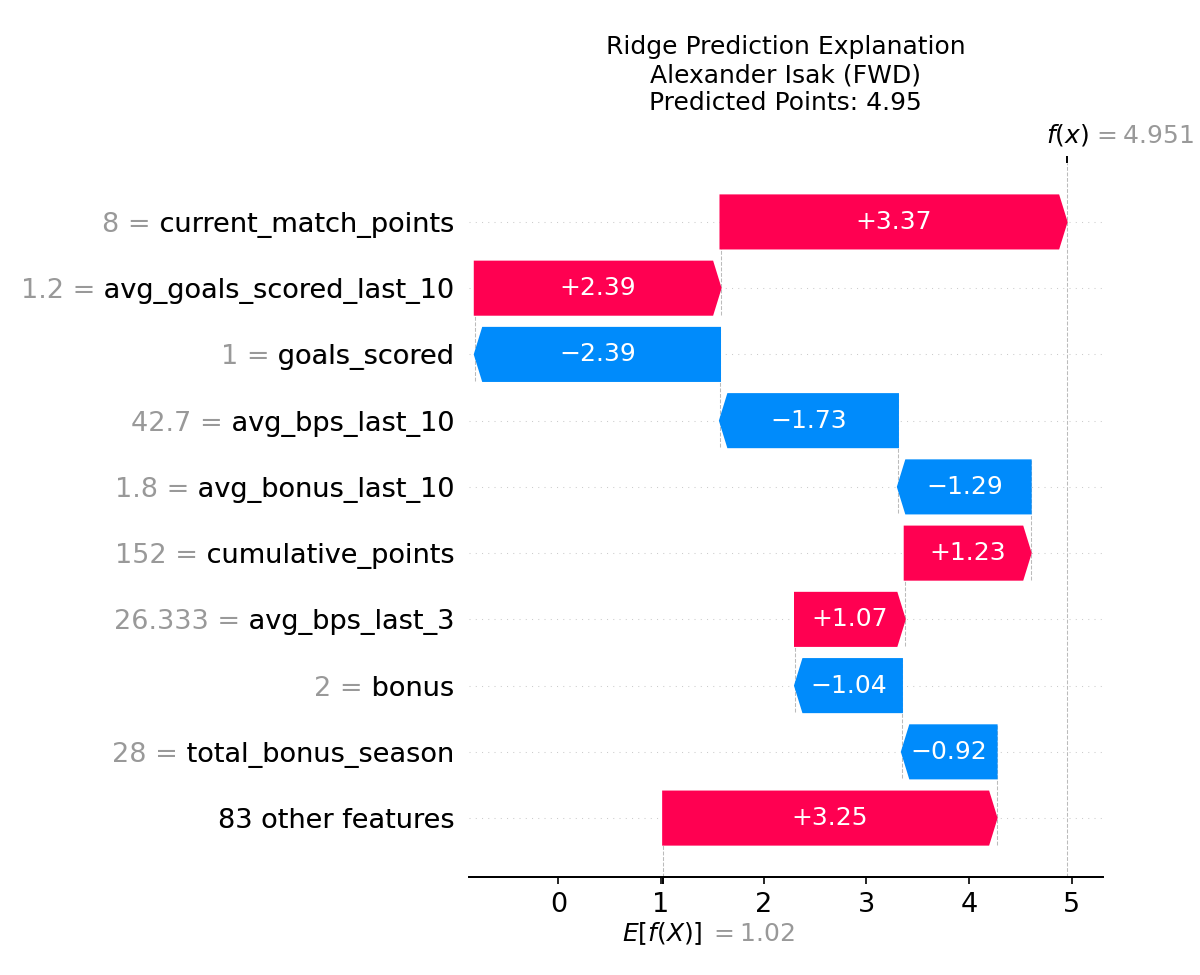 Ridge Prediction Explanation
Alexander Isak (FWD)
Predicted Points: 4.95
f(x) = 4.951
8 = current_match_points
+3.37
1.2 = avg_goals_scored_last_10
+2.39
1 = goals_scored
−2.39
42.7 = avg_bps_last_10
−1.73
1.8 = avg_bonus_last_10
−1.29
152 = cumulative_points
+1.23
26.333 = avg_bps_last_3
+1.07
2 = bonus
−1.04
28 = total_bonus_season
−0.92
83 other features
+3.25
0 1 2 3 4 5
E[f(X)] = 1.02